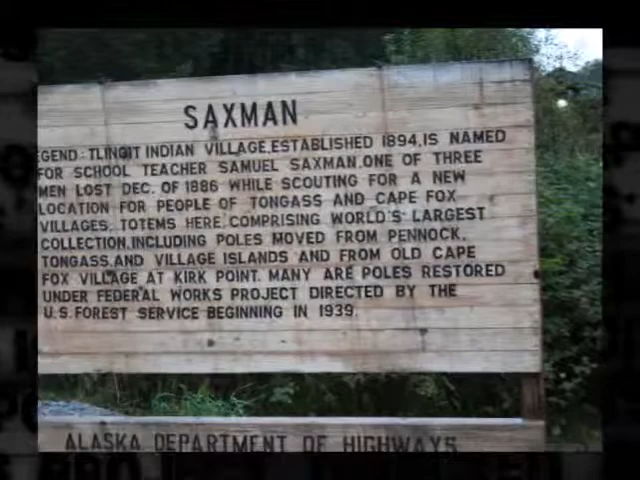 SAXMAN
EGEND: TLINGIT INDIAN VILLAGE, ESTABLISHED 1894, IS NAMED
FOR SCHOOL TEACHER SAMUEL SAXMAN, ONE OF THREE
MEN LOST DEC. OF 1886 WHILE SCOUTING FOR A NEW
LOCATION FOR PEOPLE OF TONGASS AND CAPE FOX
VILLAGES. TOTEMS HERE, COMPRISING WORLD'S LARGEST
COLLECTION, INCLUDING POLES MOVED FROM PENNOCK,
TONGASS, AND VILLAGE ISLANDS AND FROM OLD CAPE
FOX VILLAGE AT KIRK POINT. MANY ARE POLES RESTORED
UNDER FEDERAL WORKS PROJECT DIRECTED BY THE
U.S. FOREST SERVICE BEGINNING IN 1939.
ALASKA DEPARTMENT OF HIGHWAYS